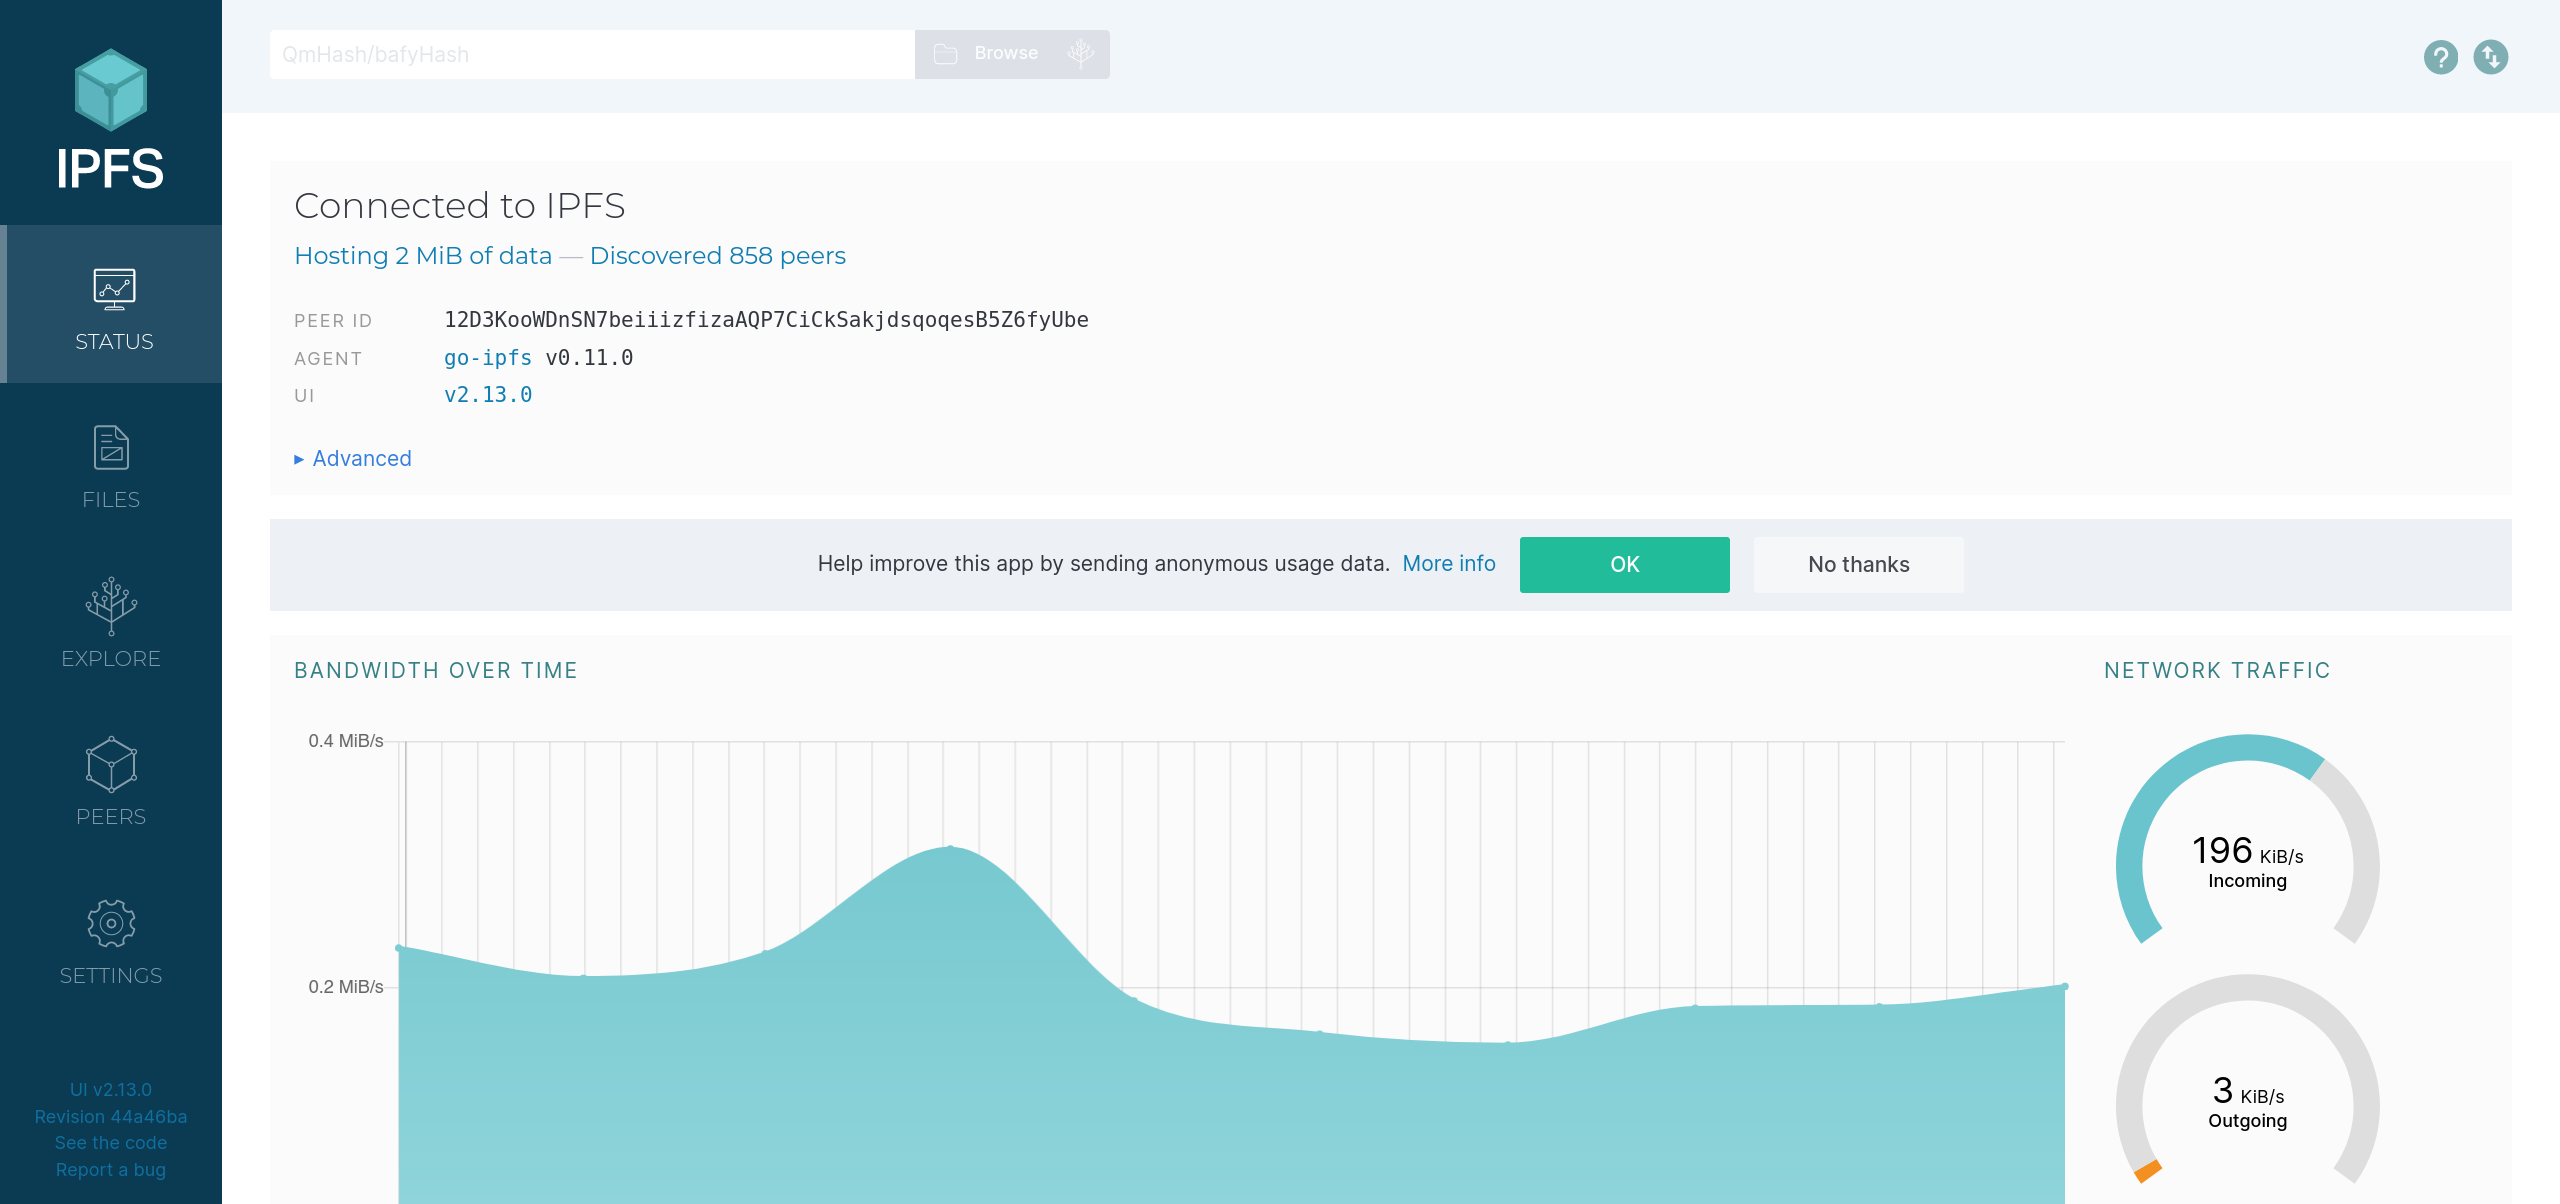 IPFS
STATUS
FILES
EXPLORE
PEERS
SETTINGS
UI v2.13.0
Revision 44a46ba
See the code
Report a bug
QmHash/bafyHash
Browse
Connected to IPFS
Hosting 2 MiB of data — Discovered 858 peers
PEER ID 12D3KooWDnSN7beiiizfizaAQP7CiCkSakjdsqoqesB5Z6fyUbe
AGENT go-ipfs v0.11.0
UI v2.13.0
▸ Advanced
Help improve this app by sending anonymous usage data. More info OK No thanks
BANDWIDTH OVER TIME
0.4 MiB/s
0.2 MiB/s
NETWORK TRAFFIC
196 KiB/s
Incoming
3 KiB/s
Outgoing